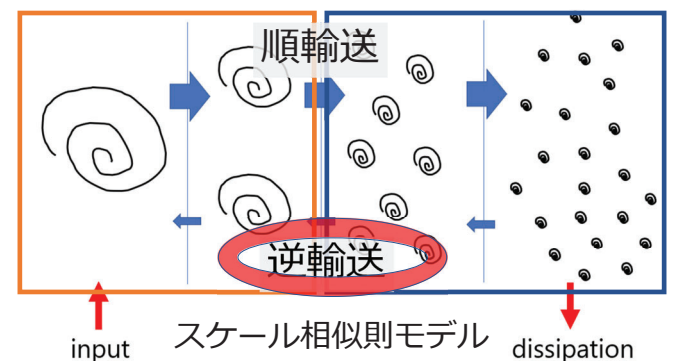 順輸送
逆輸送
スケール相似則モデル
input
dissipation